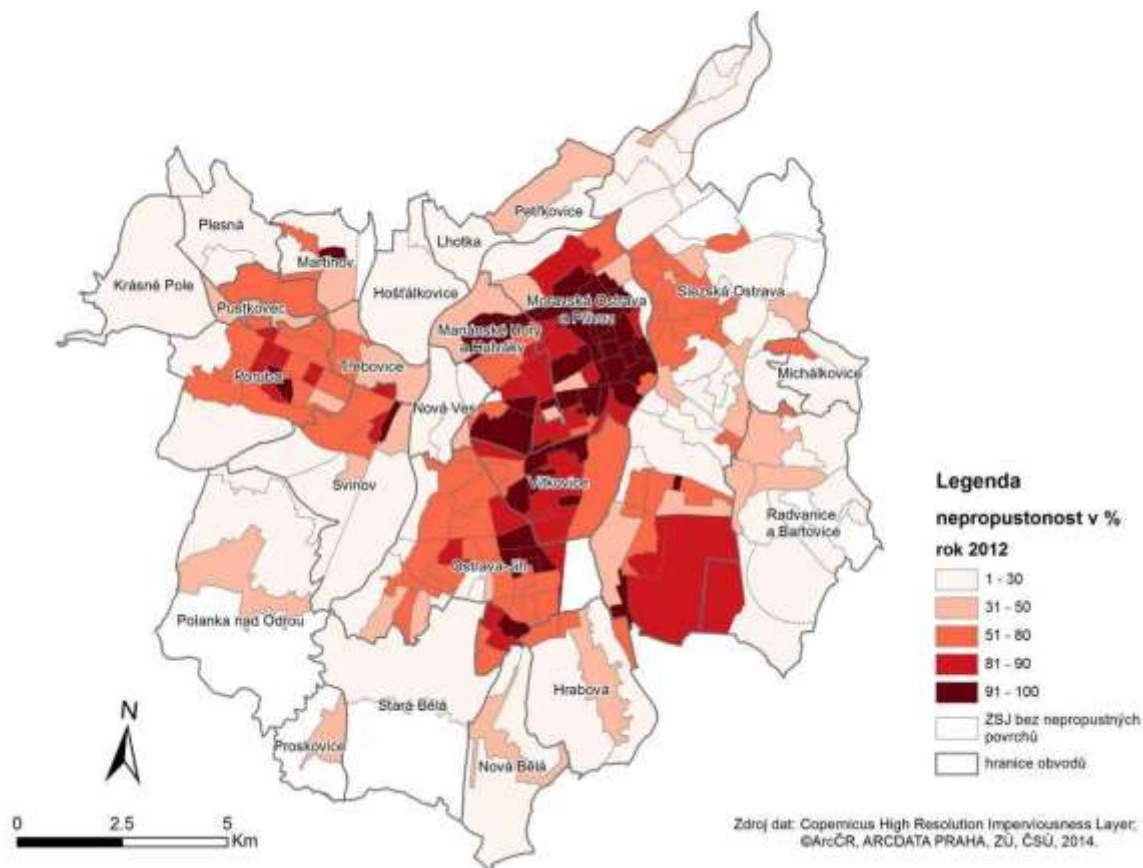 Petřkovice
Plesná
Lhotka
Martinov
Krásné Pole
Hošťálkovice
Slezská Ostrava
Moravská Ostrava
a Přívoz
Pustkovec
Mariánské Hory
a Hulváky
Třebovice
Michálkovice
Poruba
Nová Ves
Svinov
Vítkovice
Radvanice
a Bartovice
Ostrava-Jih
Polanka nad Odrou
Hrabová
Stará Bělá
Proskovice
Nová Bělá
N
0 2.5 5
Km
Legenda
nepropustonost v %
rok 2012
1 - 30
31 - 50
51 - 80
81 - 90
91 - 100
ZSJ bez nepropustných
povrchů
hranice obvodů
Zdroj dat: Copernicus High Resolution Imperviousness Layer;
©ArcČR, ARCDATA PRAHA, ZÚ, ČSÚ, 2014.